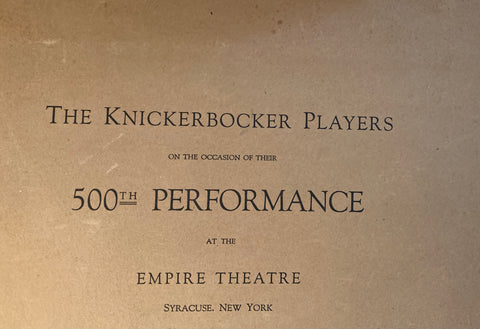 THE KNICKERBOCKER PLAYERS
ON THE OCCASION OF THEIR
500TH PERFORMANCE
AT THE
EMPIRE THEATRE
SYRACUSE, NEW YORK